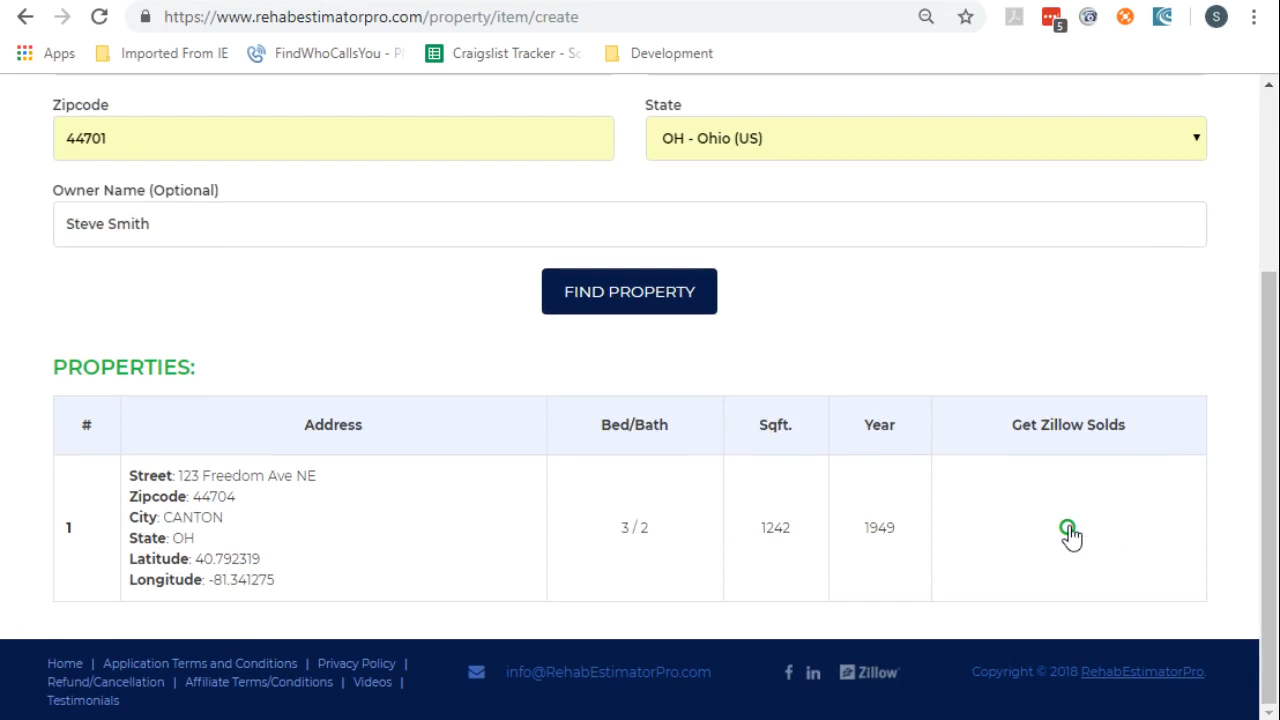 https://www.rehabestimatorpro.com/property/item/create
5
S
Apps
Imported From IE
FindWhoCallsYou - P
Craigslist Tracker - Sc
Development
Zipcode
State
44701
OH - Ohio (US)
Owner Name (Optional)
Steve Smith
FIND PROPERTY
PROPERTIES:
# Address Bed/Bath Sqft. Year Get Zillow Solds
Street: 123 Freedom Ave NE
Zipcode: 44704
City: CANTON
1 3 / 2 1242 1949
State: OH
Latitude: 40.792319
Longitude: -81.341275
Home | Application Terms and Conditions | Privacy Policy |
Refund/Cancellation | Affiliate Terms/Conditions | Videos |
Testimonials
info@RehabEstimatorPro.com
Zillow
Copyright © 2018 RehabEstimatorPro.